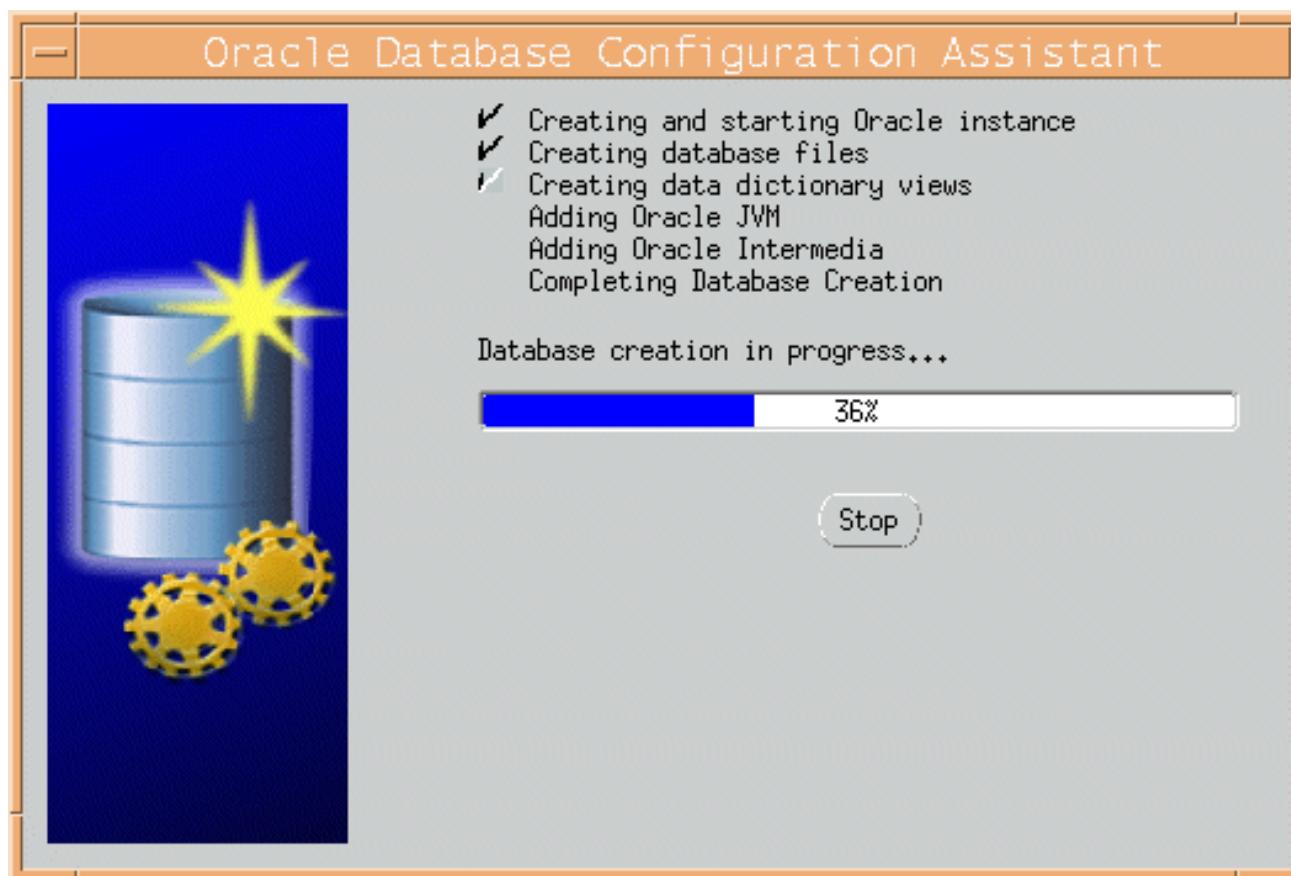 Oracle Database Configuration Assistant
Creating and starting Oracle instance
Creating database files
Creating data dictionary views
Adding Oracle JVM
Adding Oracle Intermedia
Completing Database Creation
Database creation in progress...
36%
Stop